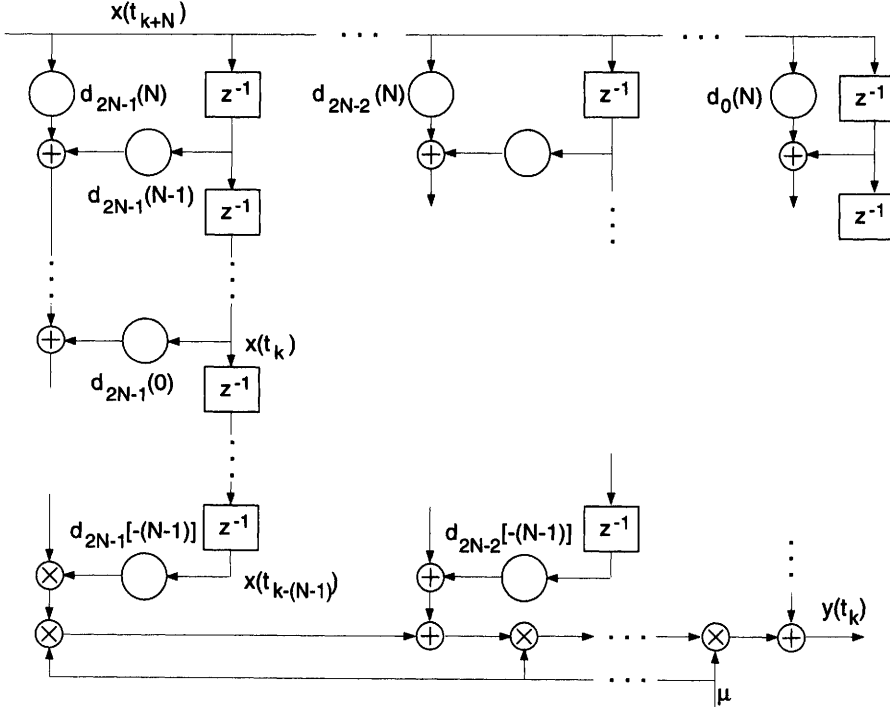 x(t_{k+N})
. . .
. . .
d_{2N-1}(N)
z^{-1}
d_{2N-2}(N)
z^{-1}
d_0(N)
z^{-1}
+
+
+
d_{2N-1}(N-1)
z^{-1}
z^{-1}
+
x(t_k)
d_{2N-1}(0)
z^{-1}
d_{2N-1}[-(N-1)]
z^{-1}
d_{2N-2}[-(N-1)]
z^{-1}
×
x(t_{k-(N-1)})
+
y(t_k)
×
+
×
. . .
×
+
. . .
μ